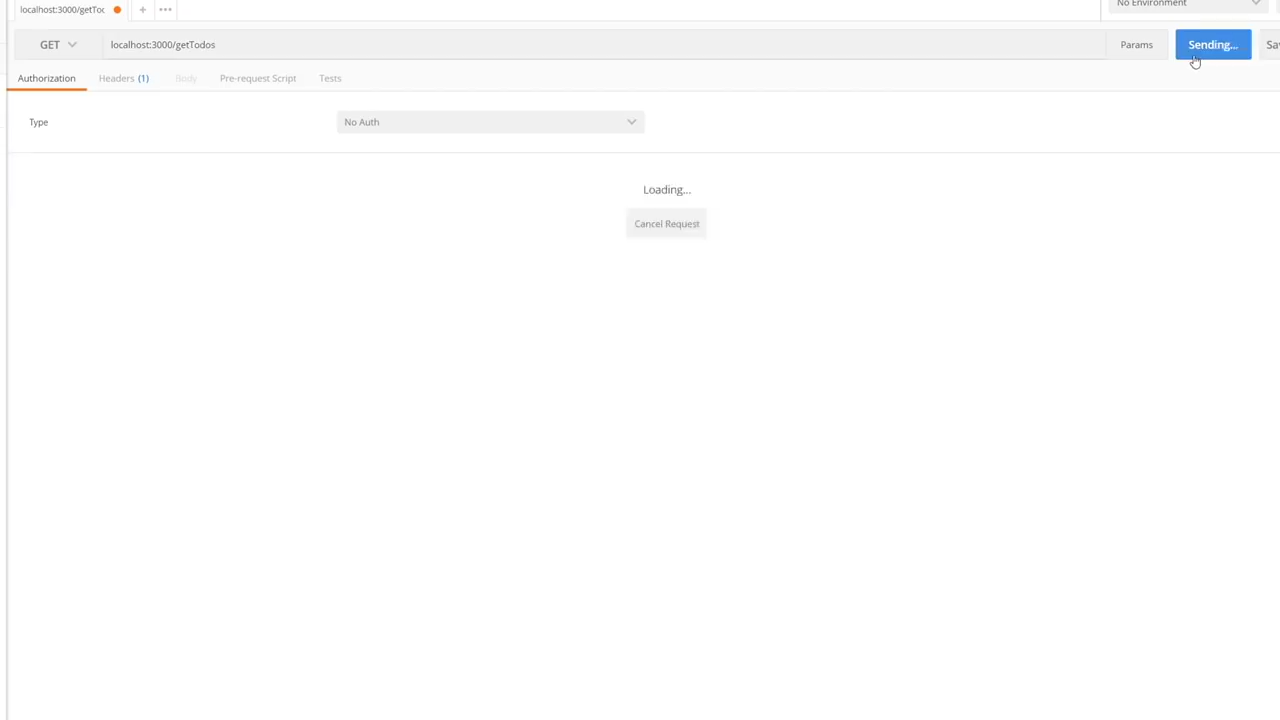 localhost:3000/getToc
No Environment
GET localhost:3000/getTodos Params Sending... Sav
Authorization Headers (1) Body Pre-request Script Tests
Type No Auth
Loading...
Cancel Request